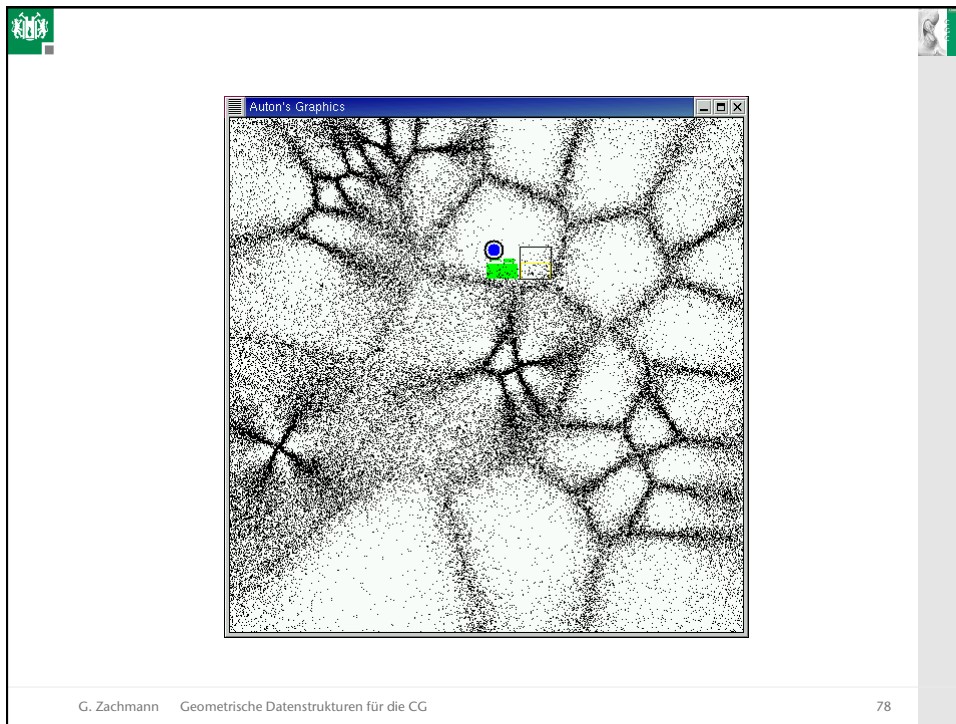 Auton's Graphics
G. Zachmann Geometrische Datenstrukturen für die CG 78